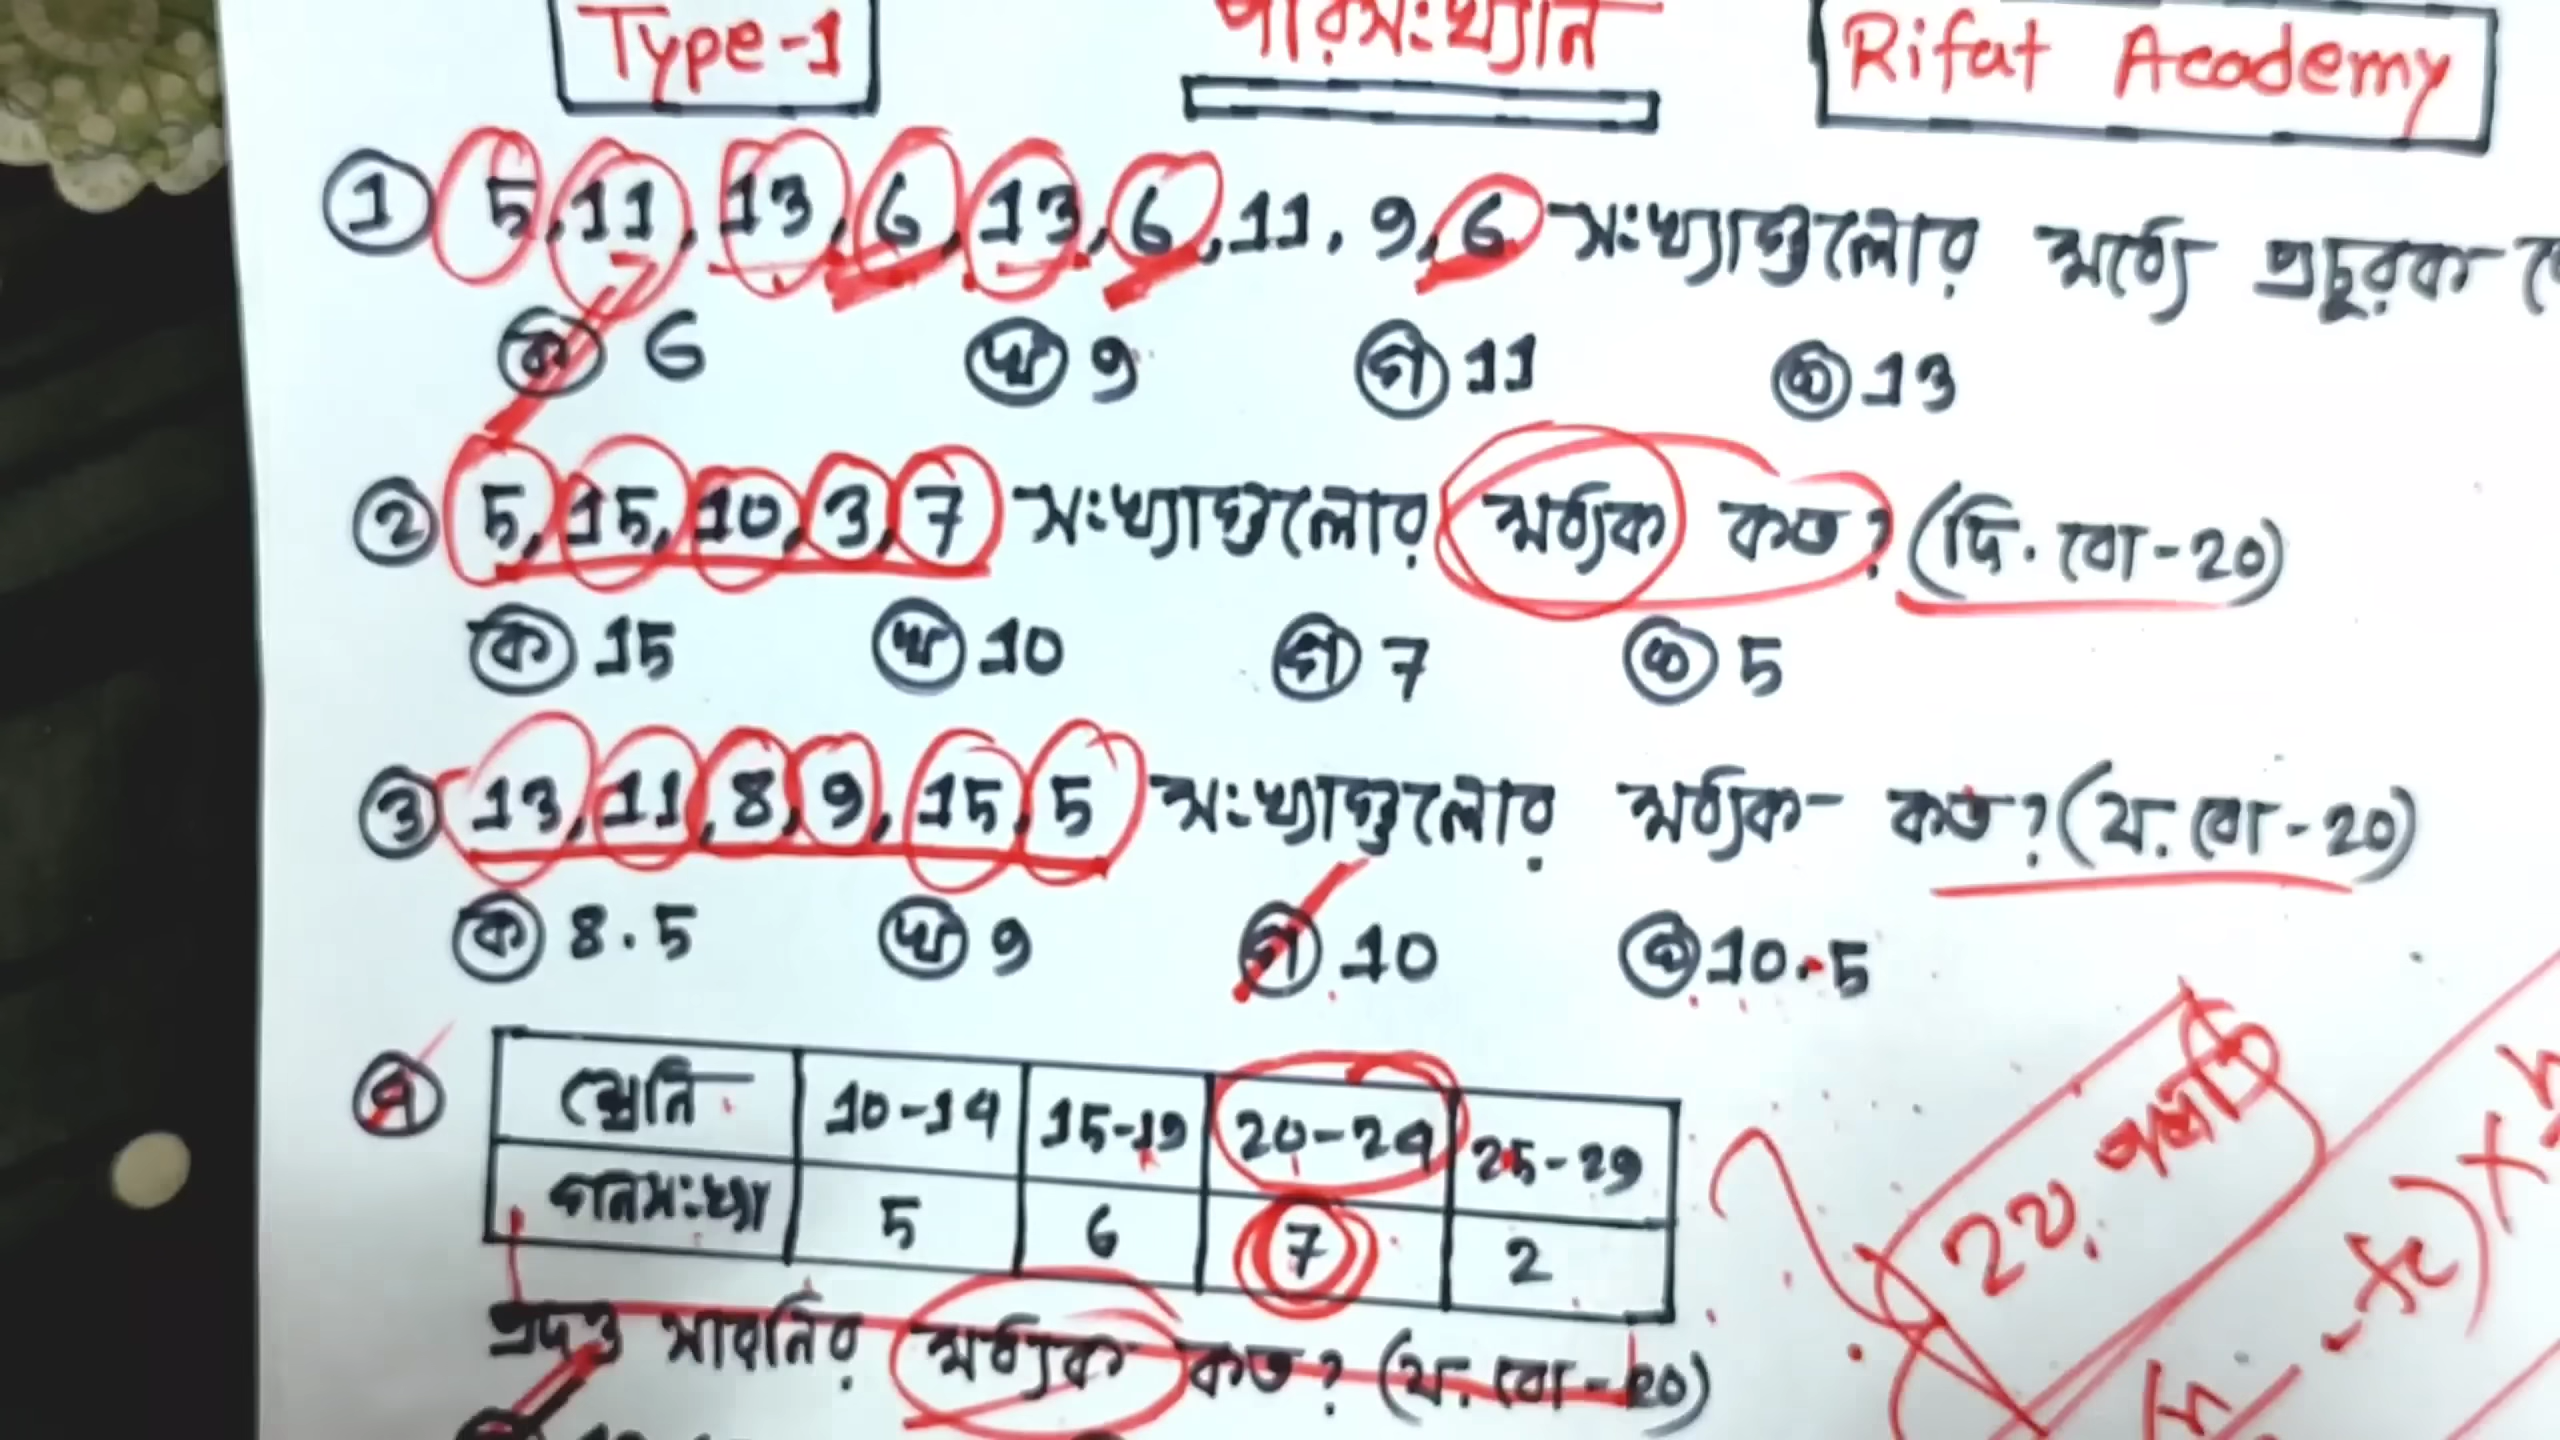 Type-1 পরিসংখ্যান Rifat Academy
① 5, 11, 13, 6, 13, 6, 11, 9, 6 সংখ্যাগুলোর মধ্যে প্রচুরক
ক 6 খ 9 গ 11 ঘ 13
② 5, 15, 10, 3, 7 সংখ্যাগুলোর মধ্যক কত? (দি. বো-20)
ক 15 খ 10 গ 7 ঘ 5
③ 13, 11, 8, 9, 15, 5 সংখ্যাগুলোর মধ্যক কত? (য. বো-20)
ক 8.5 খ 9 গ 10 ঘ 10.5
④ শ্রেনি 10-14 15-19 20-24 25-29
গনসংখ্যা 5 6 7 2
প্রদত্ত সারনির মধ্যক কত? (য. বো-20)